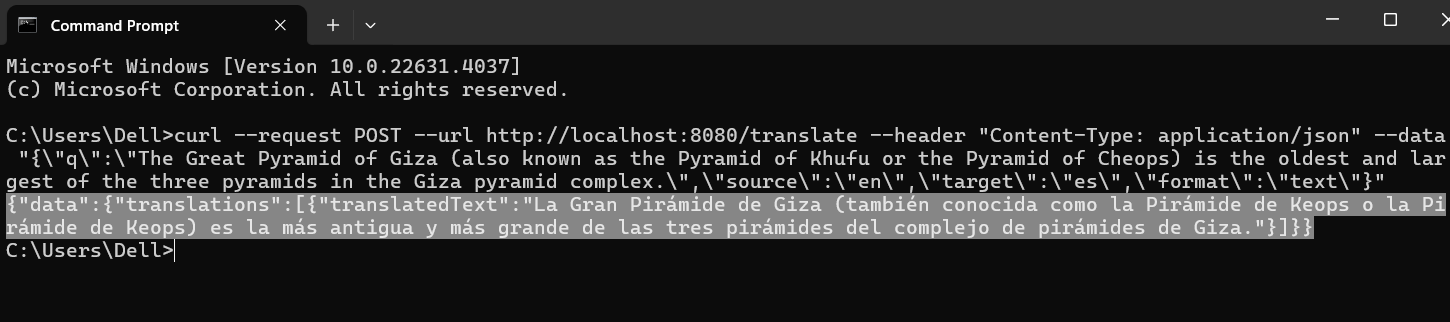 Command Prompt
Microsoft Windows [Version 10.0.22631.4037]
(c) Microsoft Corporation. All rights reserved.
C:\Users\Dell>curl --request POST --url http://localhost:8080/translate --header "Content-Type: application/json" --data
"{\"q\":\"The Great Pyramid of Giza (also known as the Pyramid of Khufu or the Pyramid of Cheops) is the oldest and lar
gest of the three pyramids in the Giza pyramid complex.\",\"source\":\"en\",\"target\":\"es\",\"format\":\"text\"}"
{"data":{"translations":[{"translatedText":"La Gran Pirámide de Giza (también conocida como la Pirámide de Keops o la Pi
rámide de Keops) es la más antigua y más grande de las tres pirámides del complejo de pirámides de Giza."}]}}
C:\Users\Dell>